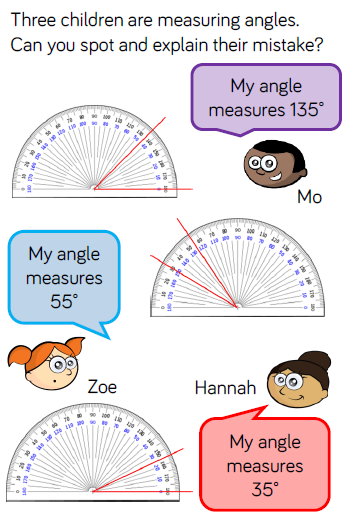 Three children are measuring angles.
Can you spot and explain their mistake?
My angle
measures 135°
Mo
My angle
measures
55°
Zoe
Hannah
My angle
measures
35°